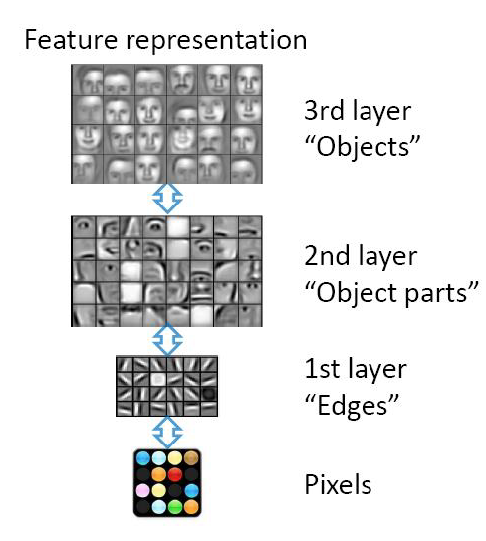 Feature representation
3rd layer
“Objects”
2nd layer
“Object parts”
1st layer
“Edges”
Pixels